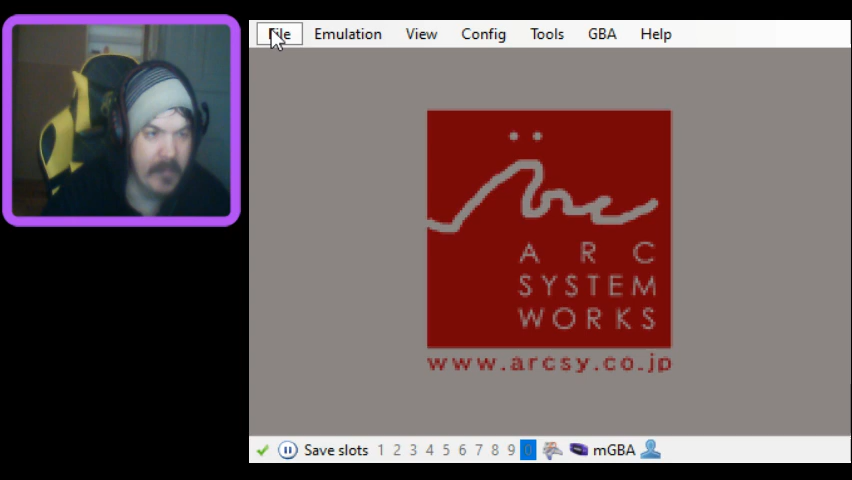 File Emulation View Config Tools GBA Help
Arc
A R C
SYSTEM
WORKS
www.arcsy.co.jp
Save slots 1 2 3 4 5 6 7 8 9 0 mGBA